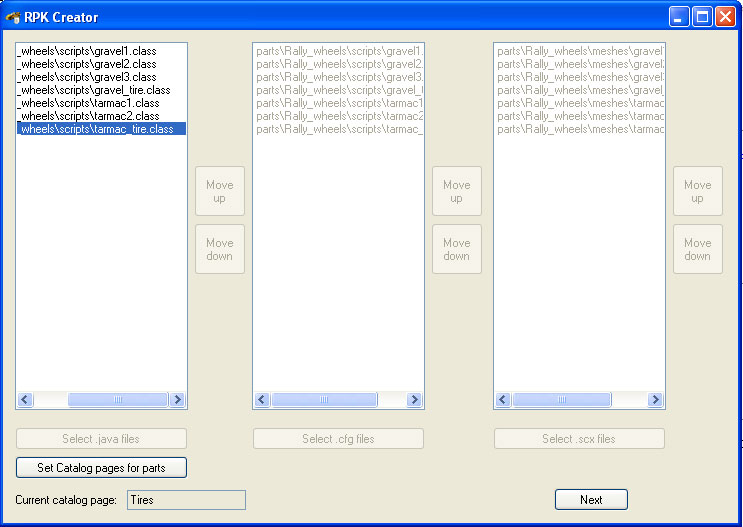 RPK Creator
_wheels\scripts\gravel1.class
_wheels\scripts\gravel2.class
_wheels\scripts\gravel3.class
_wheels\scripts\gravel_tire.class
_wheels\scripts\tarmac1.class
_wheels\scripts\tarmac2.class
_wheels\scripts\tarmac_tire.class
Move
up
Move
down
Select .java files
Set Catalog pages for parts
Current catalog page:
Tires
parts\Rally_wheels\scripts\gravel1.
parts\Rally_wheels\scripts\gravel2.
parts\Rally_wheels\scripts\gravel3.
parts\Rally_wheels\scripts\gravel_t
parts\Rally_wheels\scripts\tarmac1
parts\Rally_wheels\scripts\tarmac2
parts\Rally_wheels\scripts\tarmac_
Move
up
Move
down
Select .cfg files
parts\Rally_wheels\meshes\gravel
parts\Rally_wheels\meshes\gravel
parts\Rally_wheels\meshes\gravel
parts\Rally_wheels\meshes\gravel
parts\Rally_wheels\meshes\tarmac
parts\Rally_wheels\meshes\tarmac
parts\Rally_wheels\meshes\tarmac
Move
up
Move
down
Select .scx files
Next